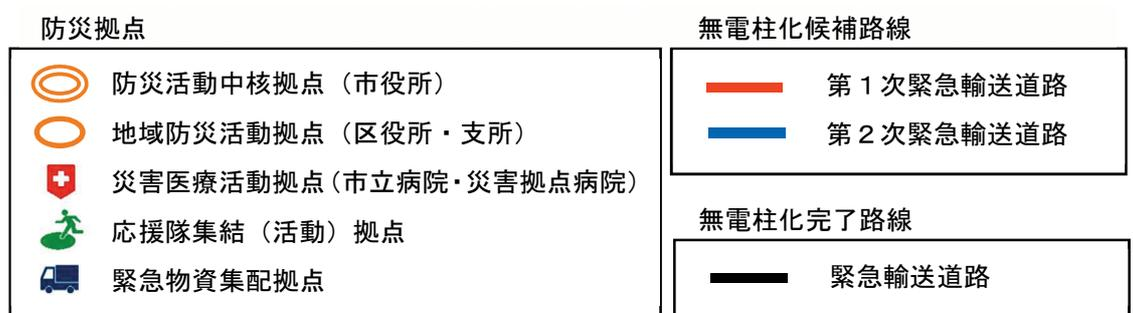 防災拠点
防災活動中核拠点（市役所）
地域防災活動拠点（区役所・支所）
災害医療活動拠点（市立病院・災害拠点病院）
応援隊集結（活動）拠点
緊急物資集配拠点
無電柱化候補路線
第１次緊急輸送道路
第２次緊急輸送道路
無電柱化完了路線
緊急輸送道路